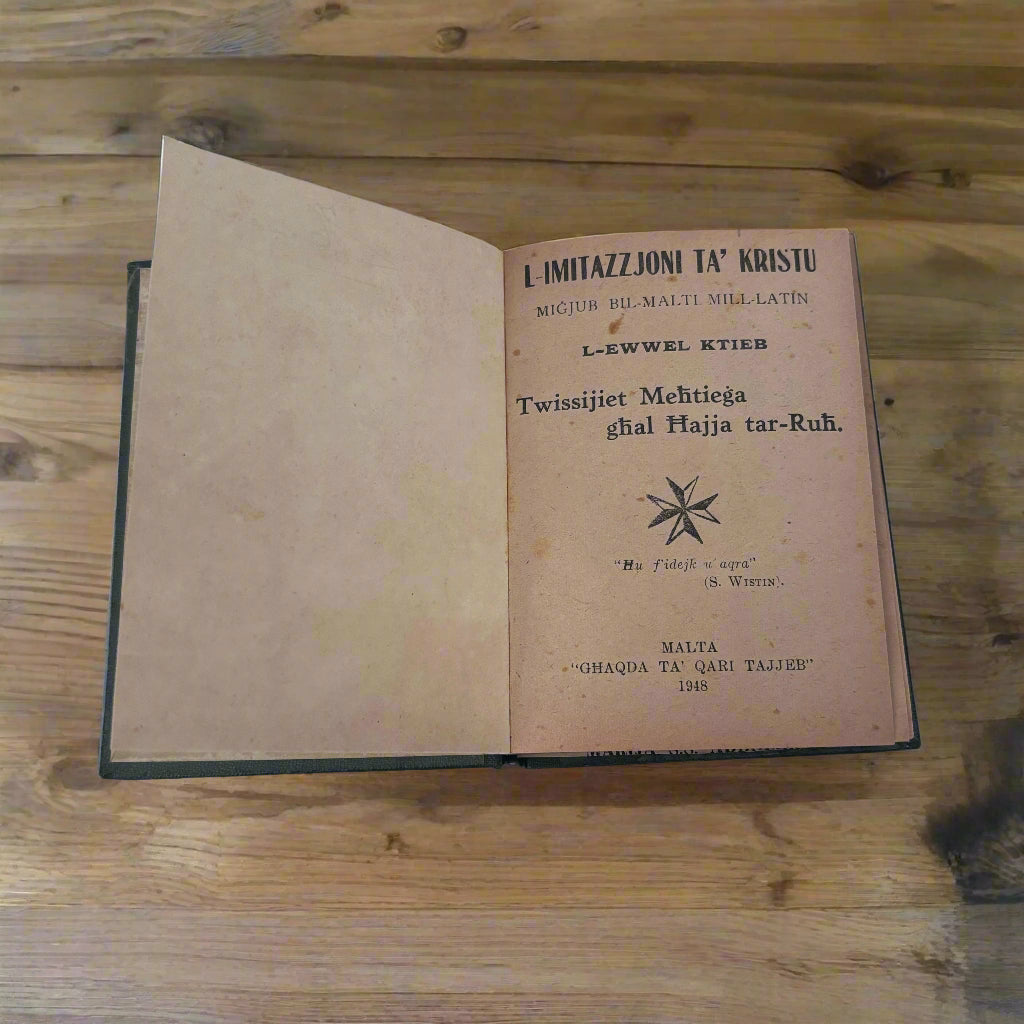 L-IMITAZZJONI TA' KRISTU
MIĠJUB BIL-MALTI MILL-LATIN
L-EWWEL KTIEB
Twissijiet Meħtieġa
għal Ħajja tar-Ruħ.
"Ħu f'idejk u aqra"
(S. WISTIN).
MALTA
"GĦAQDA TA' QARI TAJJEB"
1948